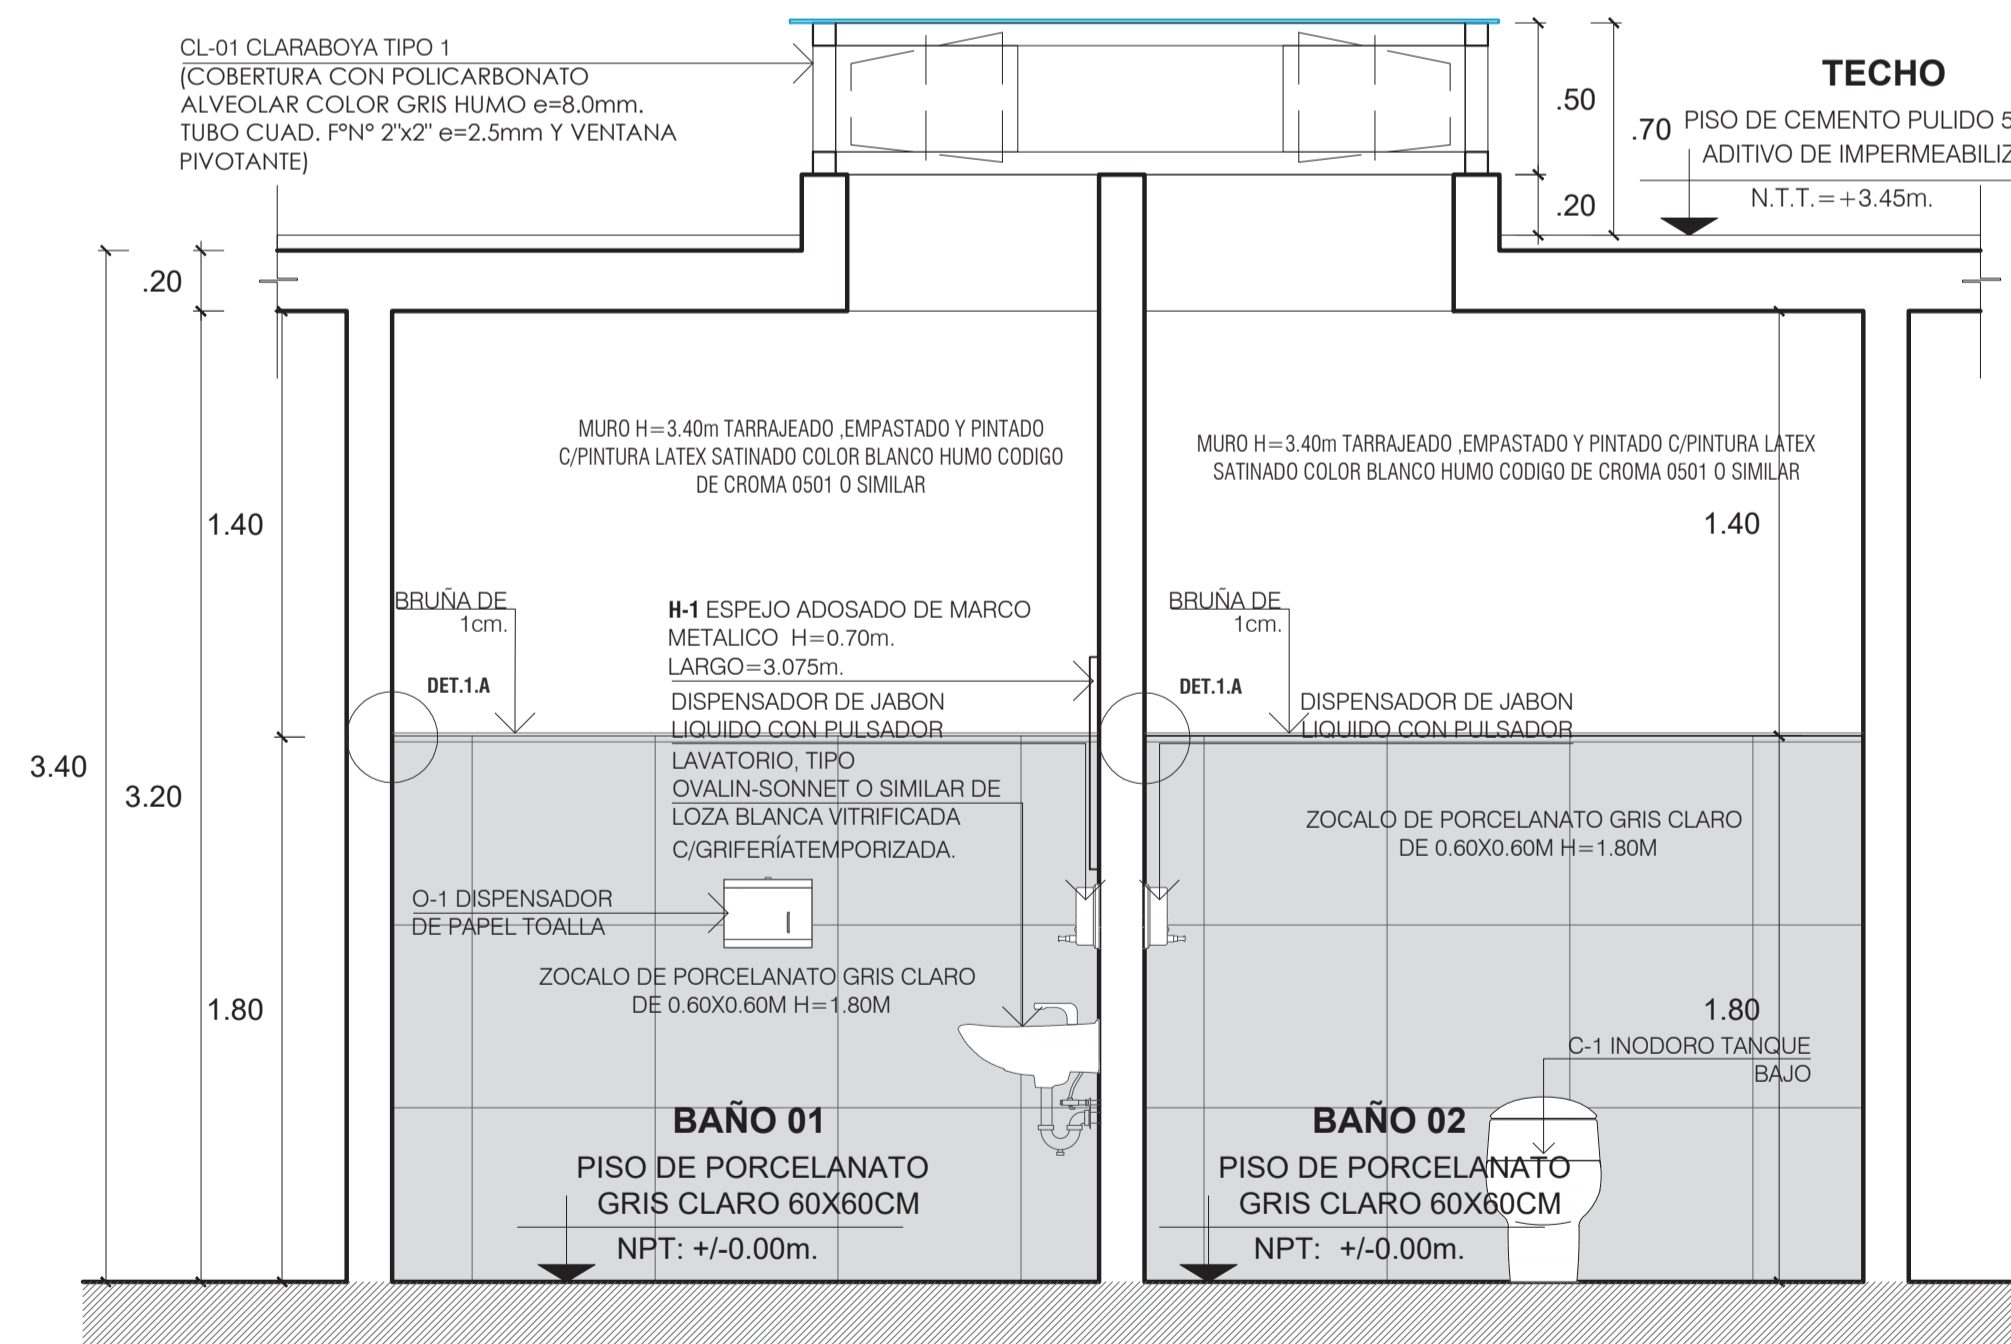 CL-01 CLARABOYA TIPO 1
(COBERTURA CON POLICARBONATO
ALVEOLAR COLOR GRIS HUMO e=8.0mm.
TUBO CUAD. F°N° 2"x2" e=2.5mm Y VENTANA
PIVOTANTE)
.50
.70
.20
TECHO
PISO DE CEMENTO PULIDO 5
ADITIVO DE IMPERMEABILIZ
N.T.T.=+3.45m.
.20
MURO H=3.40m TARRAJEADO ,EMPASTADO Y PINTADO
C/PINTURA LATEX SATINADO COLOR BLANCO HUMO CODIGO
DE CROMA 0501 O SIMILAR
MURO H=3.40m TARRAJEADO ,EMPASTADO Y PINTADO C/PINTURA LATEX
SATINADO COLOR BLANCO HUMO CODIGO DE CROMA 0501 O SIMILAR
1.40
1.40
BRUÑA DE
1cm.
DET.1.A
H-1 ESPEJO ADOSADO DE MARCO
METALICO H=0.70m.
LARGO=3.075m.
DISPENSADOR DE JABON
LIQUIDO CON PULSADOR
LAVATORIO, TIPO
OVALIN-SONNET O SIMILAR DE
LOZA BLANCA VITRIFICADA
C/GRIFERÍATEMPORIZADA.
BRUÑA DE
1cm.
DET.1.A
DISPENSADOR DE JABON
LIQUIDO CON PULSADOR
3.40
3.20
ZOCALO DE PORCELANATO GRIS CLARO
DE 0.60X0.60M H=1.80M
O-1 DISPENSADOR
DE PAPEL TOALLA
ZOCALO DE PORCELANATO GRIS CLARO
DE 0.60X0.60M H=1.80M
1.80
1.80
C-1 INODORO TANQUE
BAJO
BAÑO 01
PISO DE PORCELANATO
GRIS CLARO 60X60CM
NPT: +/-0.00m.
BAÑO 02
PISO DE PORCELANATO
GRIS CLARO 60X60CM
NPT: +/-0.00m.